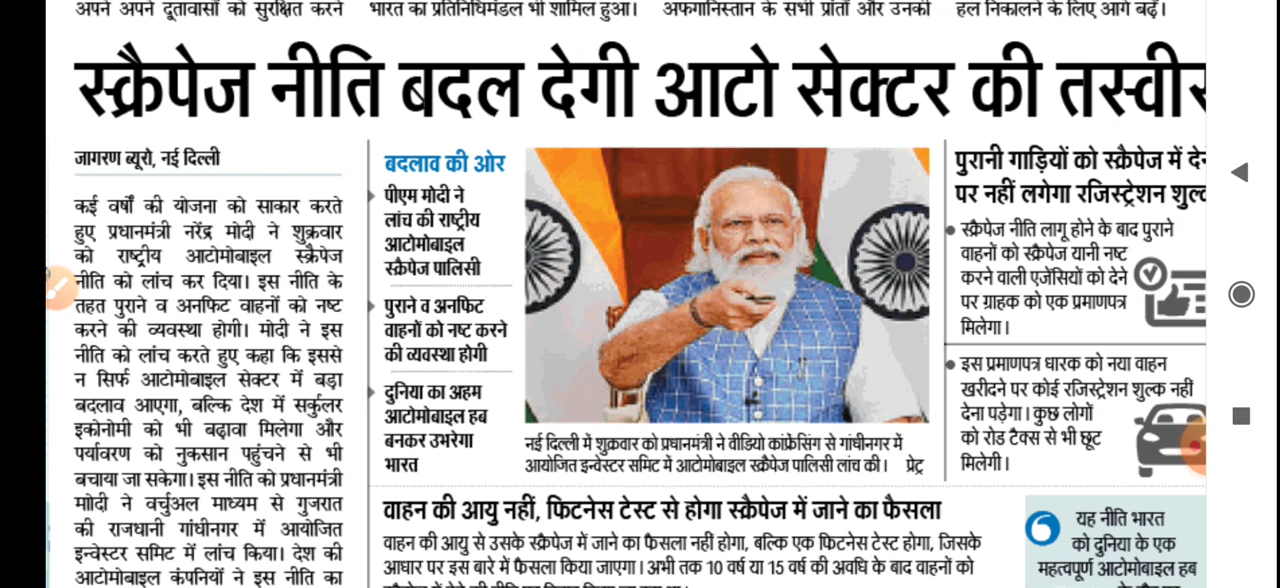 अपने अपने दूतावासों को सुरक्षित करने
भारत का प्रतिनिधिमंडल भी शामिल हुआ।
अफगानिस्तान के सभी प्रांतों और उनकी
हल निकालने के लिए आगे बढ़ें।
स्क्रैपेज नीति बदल देगी आटो सेक्टर की तस्वीर
जागरण ब्यूरो, नई दिल्ली
कई वर्षों की योजना को साकार करते
हुए प्रधानमंत्री नरेंद्र मोदी ने शुक्रवार
को राष्ट्रीय आटोमोबाइल स्क्रैपेज
नीति को लांच कर दिया। इस नीति के
तहत पुराने व अनफिट वाहनों को नष्ट
करने की व्यवस्था होगी। मोदी ने इस
नीति को लांच करते हुए कहा कि इससे
न सिर्फ आटोमोबाइल सेक्टर में बड़ा
बदलाव आएगा, बल्कि देश में सर्कुलर
इकोनोमी को भी बढ़ावा मिलेगा और
पर्यावरण को नुकसान पहुंचने से भी
बचाया जा सकेगा। इस नीति को प्रधानमंत्री
माोदी ने वर्चुअल माध्यम से गुजरात
की राजधानी गांधीनगर में आयोजित
इन्वेस्टर समिट में लांच किया। देश की
आटोमोबाइल कंपनियों ने इस नीति का
बदलाव की ओर
पीएम मोदी ने
लांच की राष्ट्रीय
आटोमोबाइल
स्क्रैपेज पालिसी
पुराने व अनफिट
वाहनों को नष्ट करने
की व्यवस्था होगी
दुनिया का अहम
आटोमोबाइल हब
बनकर उभरेगा
भारत
नई दिल्ली में शुक्रवार को प्रधानमंत्री ने वीडियो कांफ्रेंसिंग से गांधीनगर में
आयोजित इन्वेस्टर समिट में आटोमोबाइल स्क्रैपेज पालिसी लांच की। प्रेट्र
पुरानी गाड़ियों को स्क्रैपेज में देने
पर नहीं लगेगा रजिस्ट्रेशन शुल्क
स्क्रैपेज नीति लागू होने के बाद पुराने
वाहनों को स्क्रैपेज यानी नष्ट
करने वाली एजेंसियों को देने
पर ग्राहक को एक प्रमाणपत्र
मिलेगा।
इस प्रमाणपत्र धारक को नया वाहन
खरीदने पर कोई रजिस्ट्रेशन शुल्क नहीं
देना पड़ेगा। कुछ लोगों
को रोड टैक्स से भी छूट
मिलेगी।
वाहन की आयु नहीं, फिटनेस टेस्ट से होगा स्क्रैपेज में जाने का फैसला
वाहन की आयु से उसके स्क्रैपेज में जाने का फैसला नहीं होगा, बल्कि एक फिटनेस टेस्ट होगा, जिसके
आधार पर इस बारे में फैसला किया जाएगा। अभी तक 10 वर्ष या 15 वर्ष की अवधि के बाद वाहनों को
यह नीति भारत
को दुनिया के एक
महत्वपूर्ण आटोमोबाइल हब